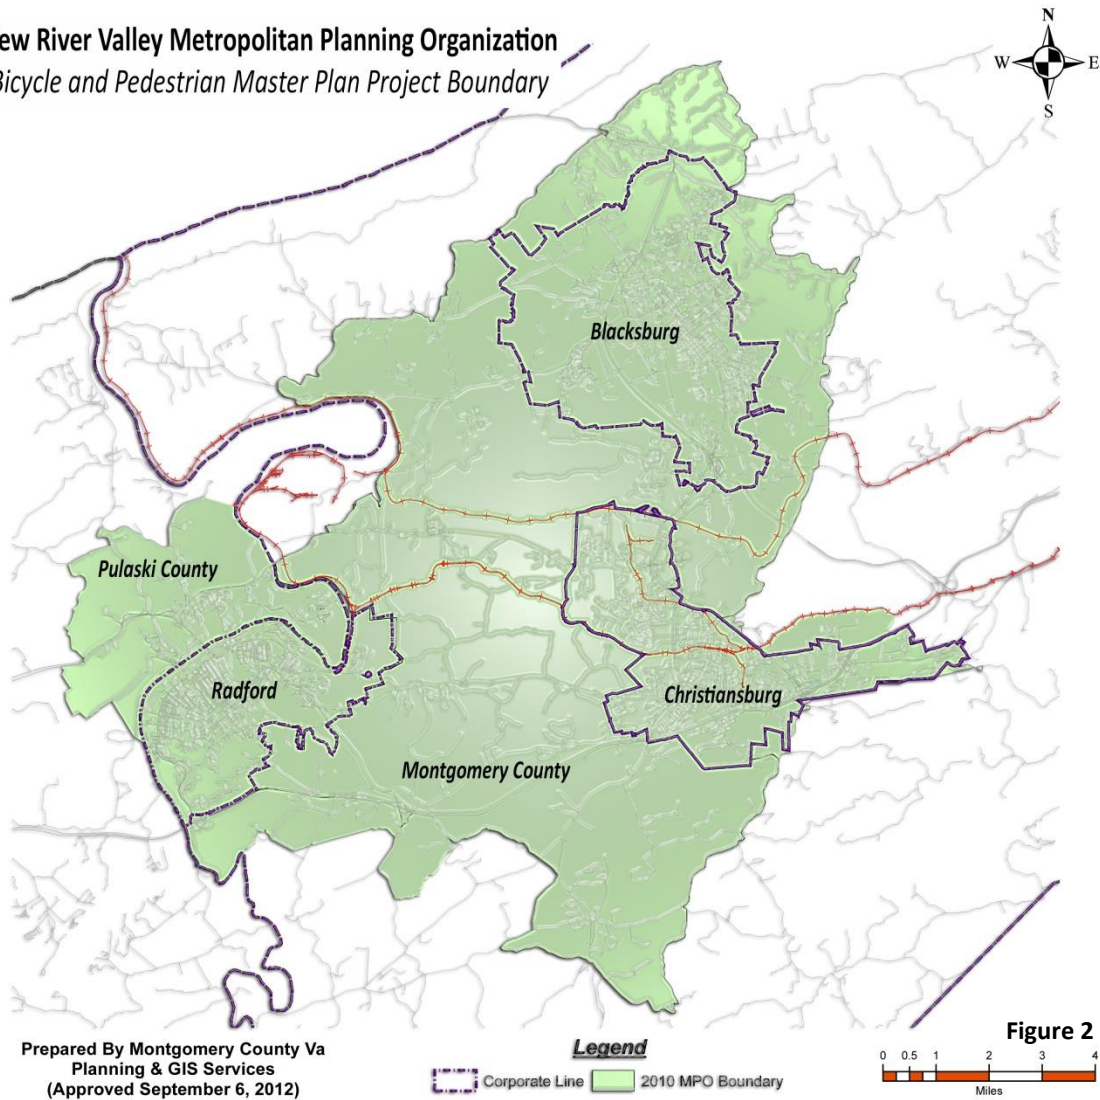 ew River Valley Metropolitan Planning Organization
Bicycle and Pedestrian Master Plan Project Boundary
N
W E
S
Blacksburg
Pulaski County
Radford
Christiansburg
Montgomery County
Figure 2
Prepared By Montgomery County Va
Planning & GIS Services
(Approved September 6, 2012)
Legend
Corporate Line 2010 MPO Boundary
0 0.5 1 2 3 4
Miles